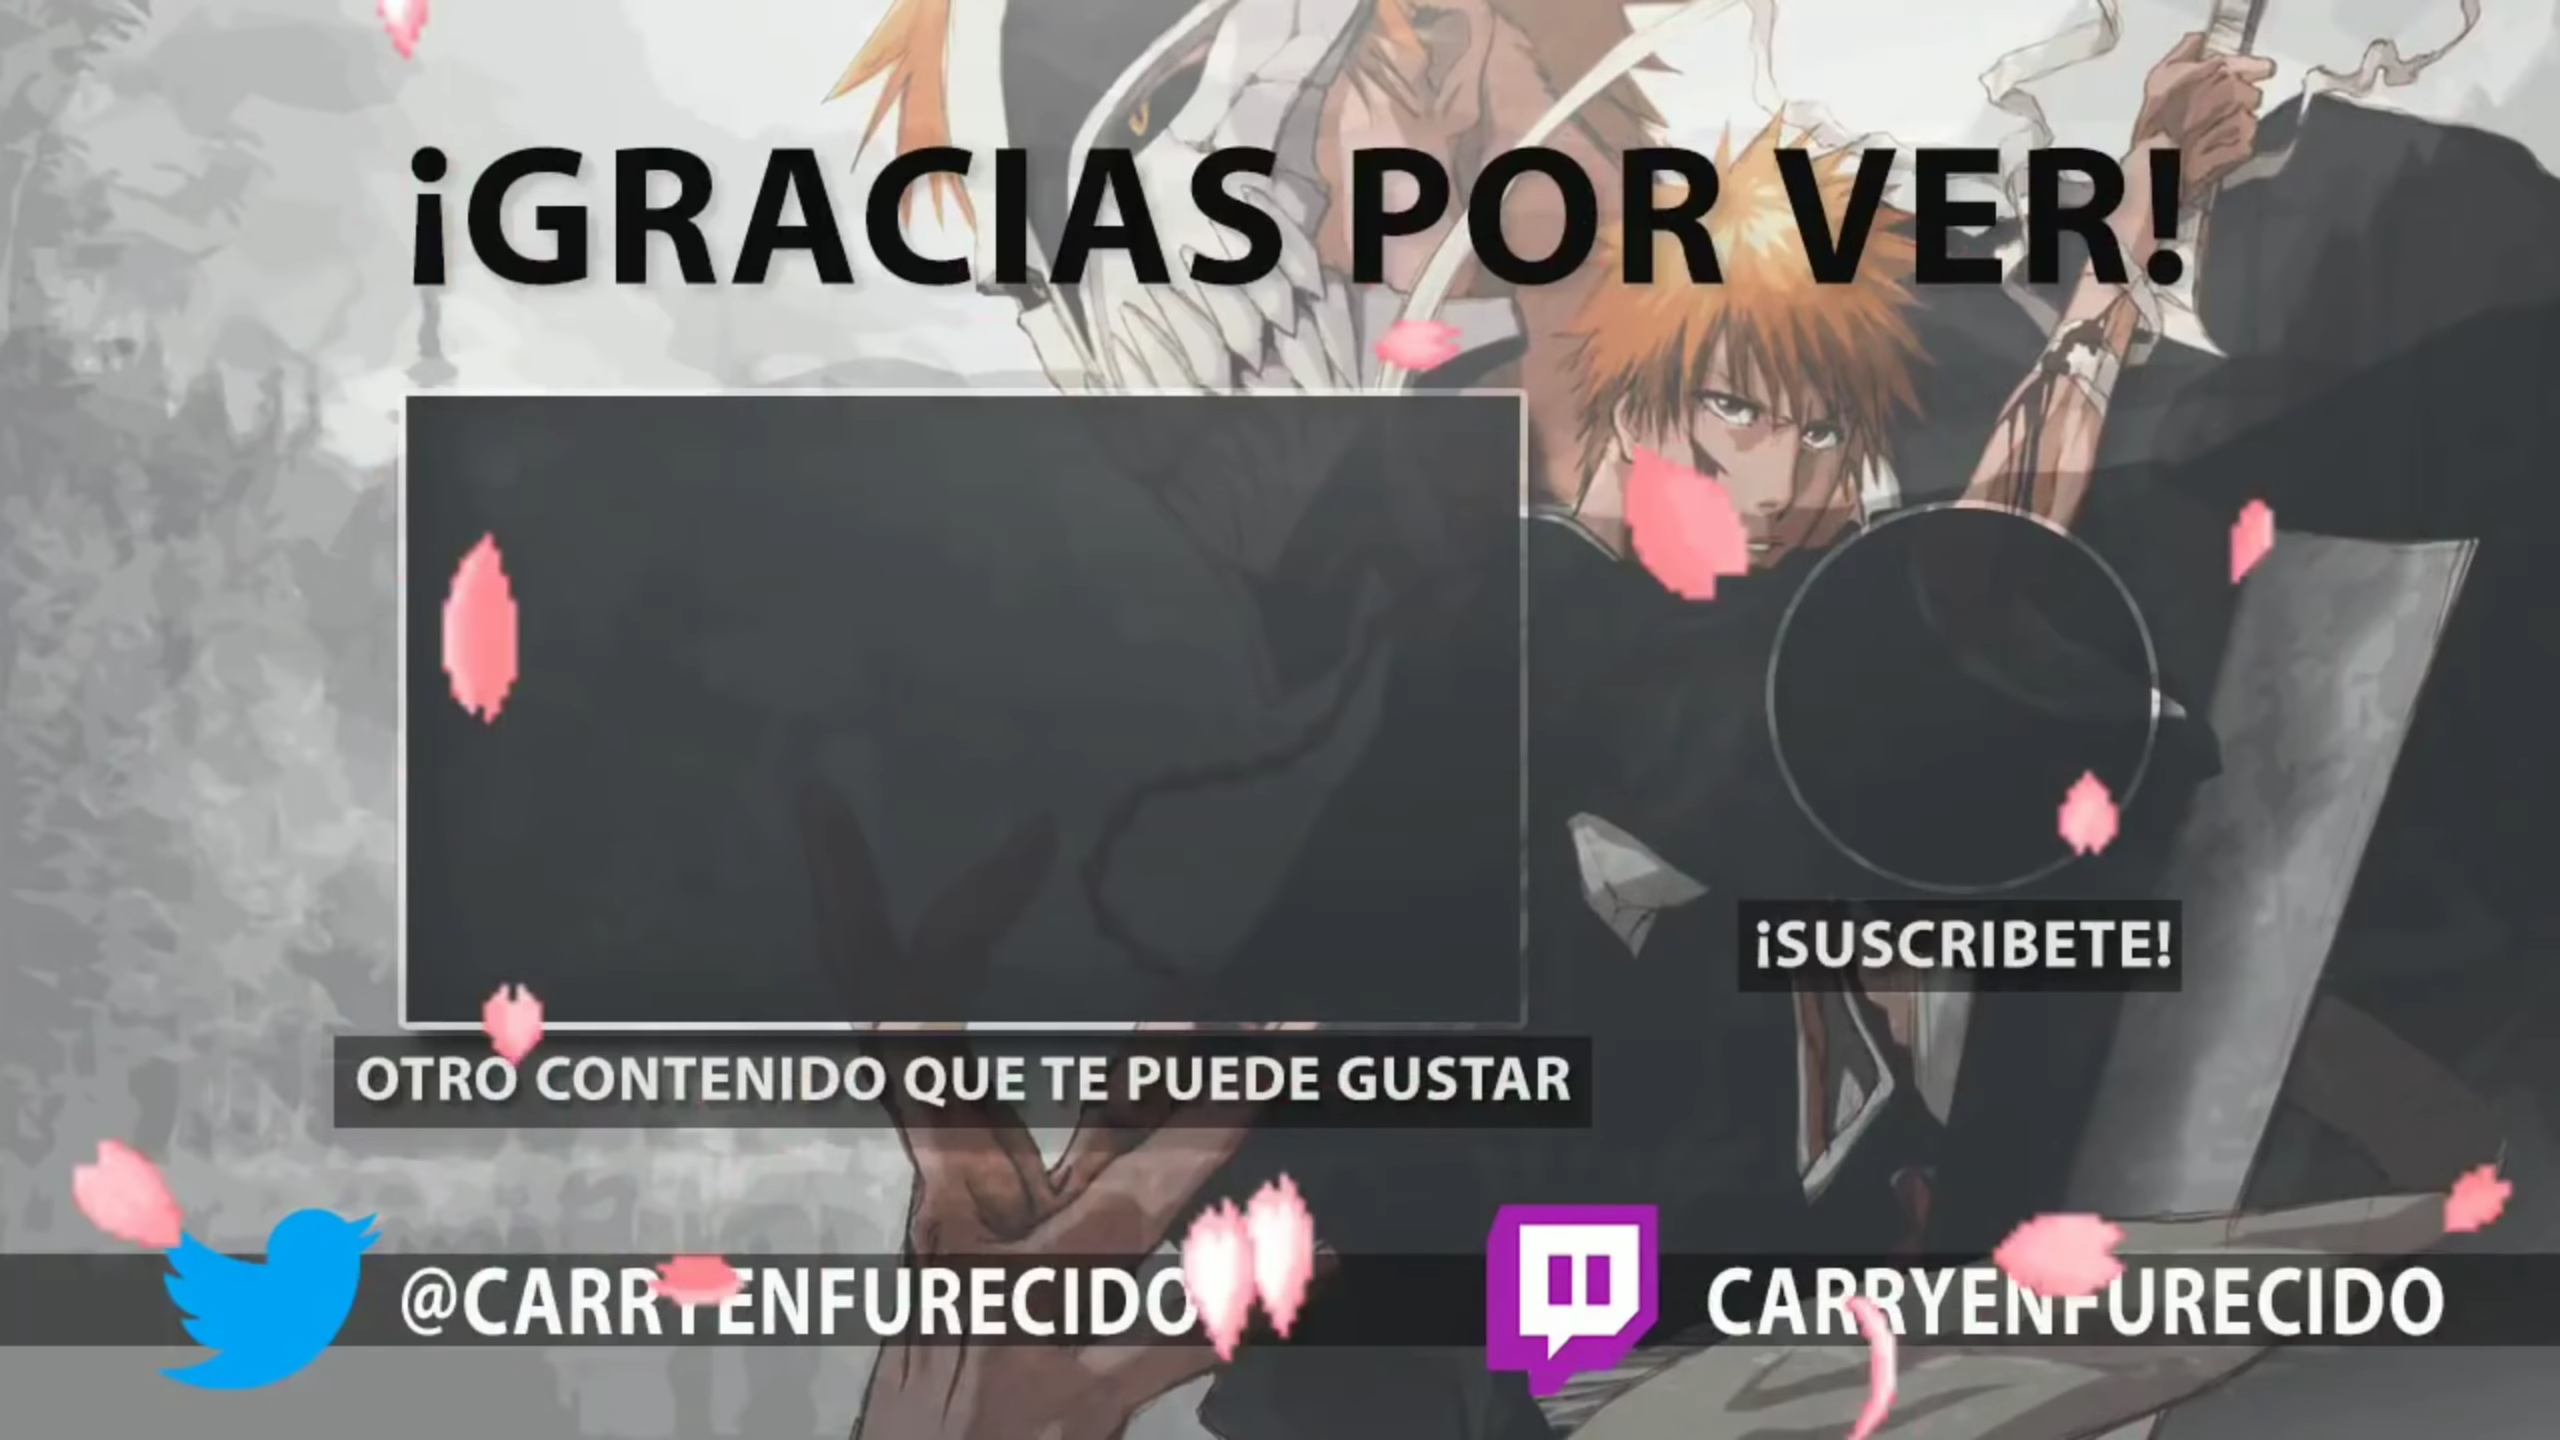 ¡GRACIAS POR VER!
¡SUSCRIBETE!
OTRO CONTENIDO QUE TE PUEDE GUSTAR
@CARRYENFURECIDO
CARRYENFURECIDO